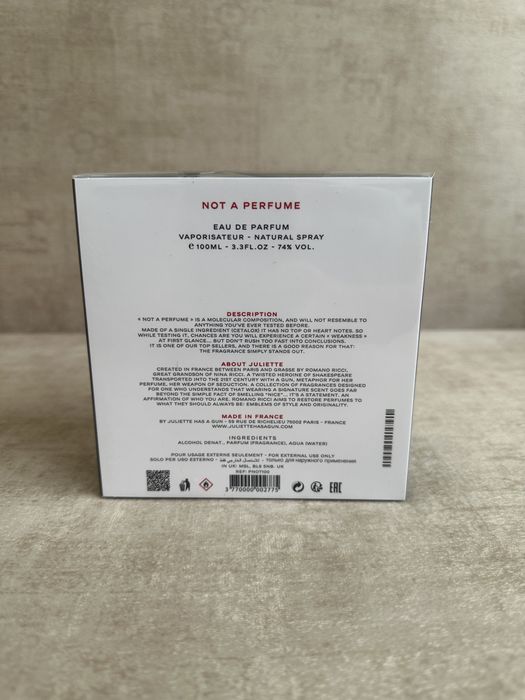 NOT A PERFUME
EAU DE PARFUM
VAPORISATEUR - NATURAL SPRAY
℮ 100ML - 3.3FL.OZ - 74% VOL.
DESCRIPTION
« NOT A PERFUME » IS A MOLECULAR COMPOSITION, AND WILL NOT RESEMBLE TO
ANYTHING YOU'VE EVER TESTED BEFORE.
MADE OF A SINGLE INGREDIENT (CETALOX) IT HAS NO TOP OR HEART NOTES. SO
WHILE TESTING IT, CHANCES ARE YOU WILL EXPERIENCE A CERTAIN « WEAKNESS »
AT FIRST GLANCE... BUT DON'T RUSH TOO FAST INTO CONCLUSIONS.
IT IS ONE OF OUR TOP SELLERS, AND THERE IS A GOOD REASON FOR THAT:
THE FRAGRANCE SIMPLY STANDS OUT.
ABOUT JULIETTE
CREATED IN FRANCE BETWEEN PARIS AND GRASSE BY ROMANO RICCI,
GREAT GRANDSON OF NINA RICCI. A TWISTED HEROINE OF SHAKESPEARE
TRANSPORTED INTO THE 21ST CENTURY WITH A GUN, METAPHOR FOR HER
PERFUME, HER WEAPON OF SEDUCTION. A COLLECTION OF FRAGRANCES DESIGNED
FOR ONE WHO UNDERSTANDS THAT WEARING A SIGNATURE SCENT GOES FAR
BEYOND THE SIMPLE FACT OF SMELLING "NICE"... IT'S A STATEMENT. AN
AFFIRMATION OF WHO YOU ARE. ROMANO RICCI AIMS TO RESTORE PERFUMES TO
WHAT THEY SHOULD ALWAYS BE: EMBLEMS OF STYLE AND ORIGINALITY.
MADE IN FRANCE
BY JULIETTE HAS A GUN - 59 RUE DE RICHELIEU 75002 PARIS - FRANCE
WWW.JULIETTEHASAGUN.COM
INGREDIENTS
ALCOHOL DENAT., PARFUM (FRAGRANCE), AQUA (WATER)
POUR USAGE EXTERNE SEULEMENT - FOR EXTERNAL USE ONLY
SOLO PER USO ESTERNO - للاستعمال الخارجي فقط - только для наружного применения
IN UK: MSL, BL9 5NB. UK
REF: PNOT100
3 770000 002775
12M
EAC